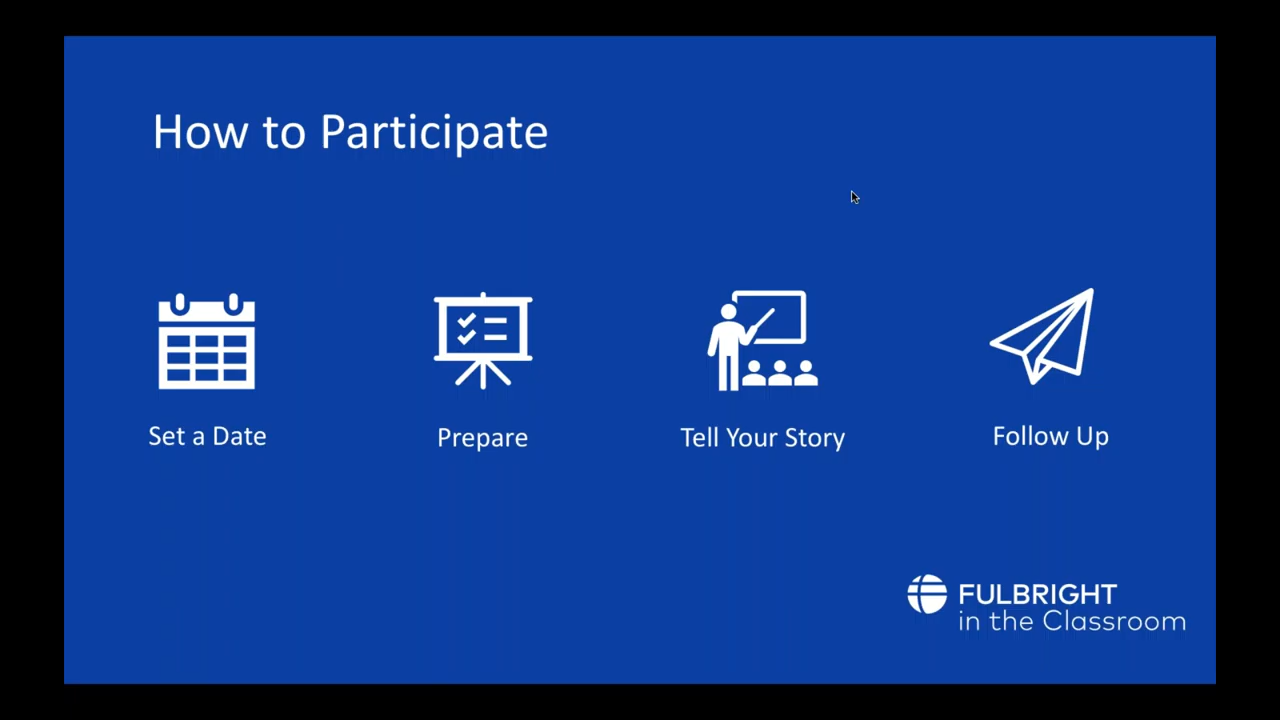 How to Participate
Set a Date
Prepare
Tell Your Story
Follow Up
FULBRIGHT
in the Classroom